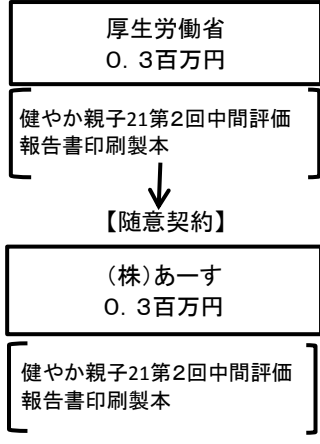 厚生労働省
０．３百万円
健やか親子21第２回中間評価
報告書印刷製本
【随意契約】
（株）あーす
０．３百万円
健やか親子21第２回中間評価
報告書印刷製本